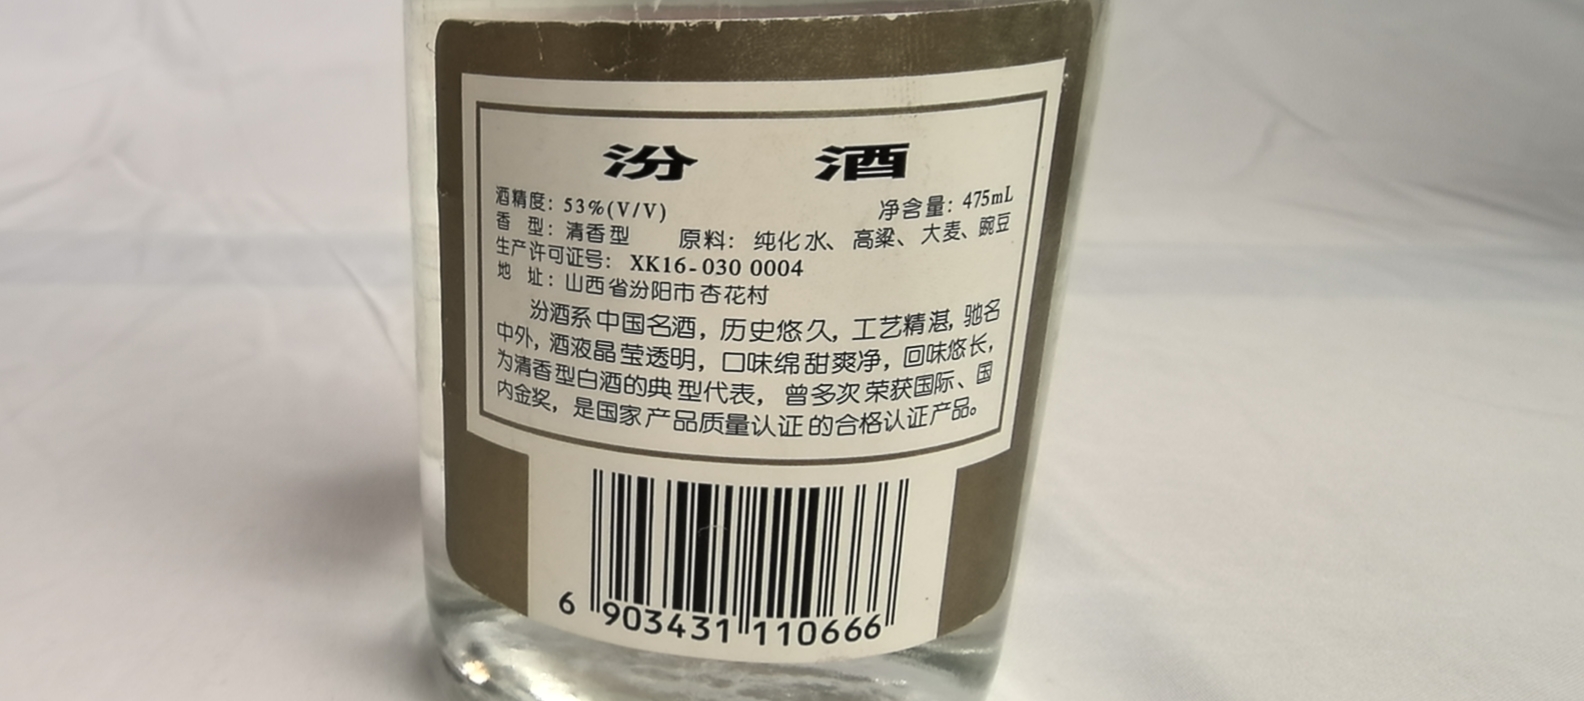 汾 酒
酒精度：53%(V/V) 净含量：475mL
香 型：清香型 原料：纯化水、高粱、大麦、豌豆
生产许可证号：XK16-030 0004
地 址：山西省汾阳市杏花村
汾酒系中国名酒，历史悠久，工艺精湛，驰名
中外，酒液晶莹透明，口味绵甜爽净，回味悠长，
为清香型白酒的典型代表，曾多次荣获国际、国
内金奖，是国家产品质量认证的合格认证产品。
6 903431 110666